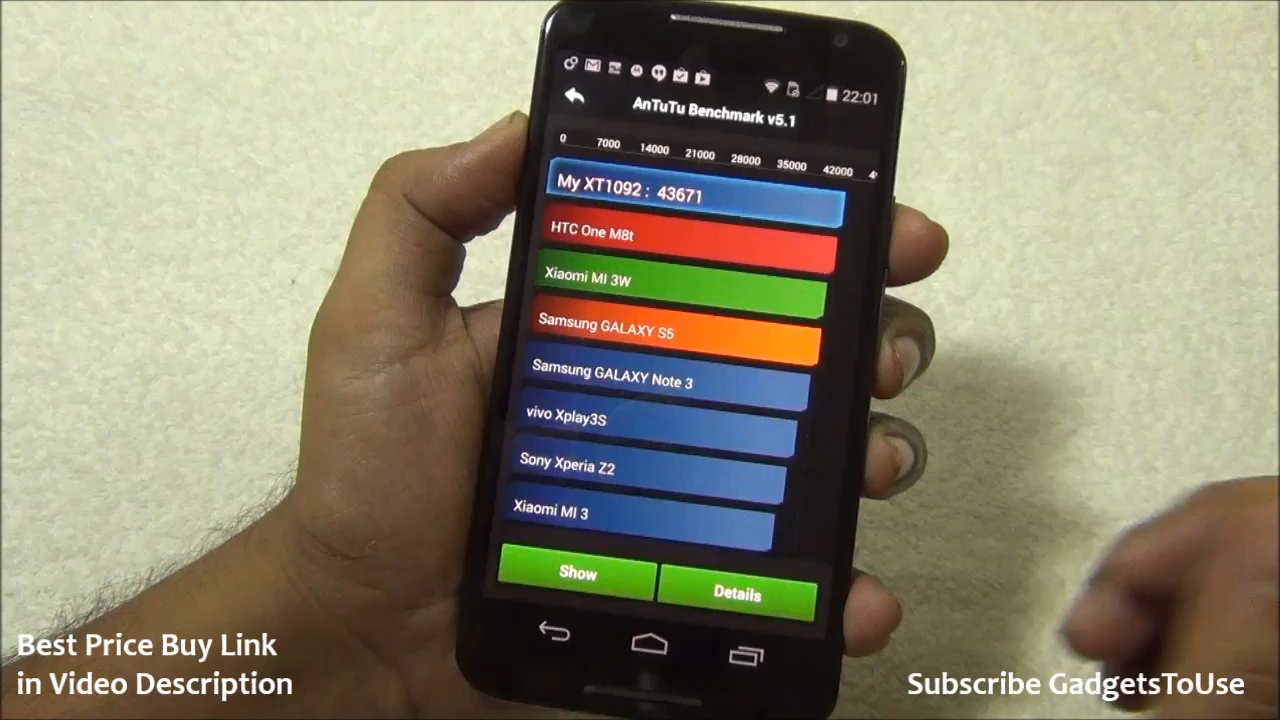 22:01
AnTuTu Benchmark v5.1
0 7000 14000 21000 28000 35000 42000
My XT1092 : 43671
HTC One M8t
Xiaomi MI 3W
Samsung GALAXY S5
Samsung GALAXY Note 3
vivo Xplay3S
Sony Xperia Z2
Xiaomi MI 3
Show Details
Best Price Buy Link
in Video Description
Subscribe GadgetsToUse